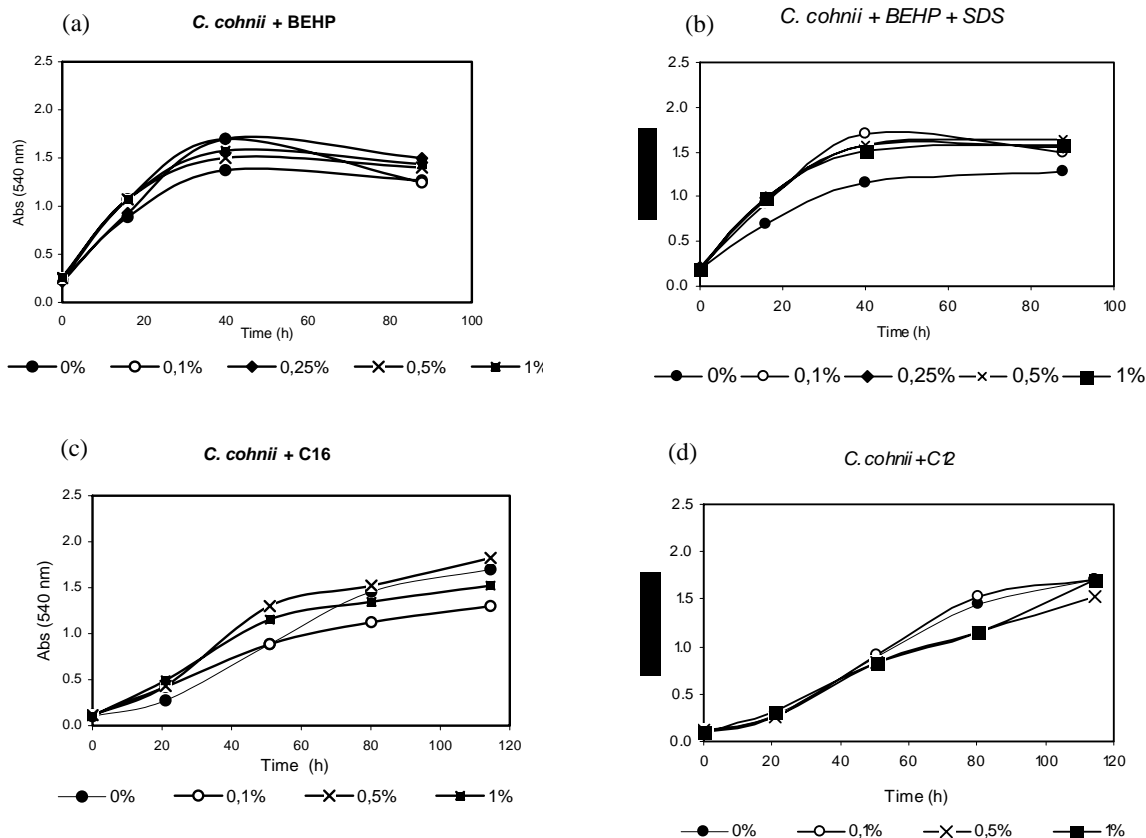 (a)
C. cohnii + BEHP
2.5
2.0
1.5
1.0
0.5
0.0
Abs (540 nm)
0 20 40 60 80 100
Time (h)
0% 0,1% 0,25% 0,5% 1%
(b)
C. cohnii + BEHP + SDS
2.5
2.0
1.5
1.0
0.5
0.0
0 20 40 60 80 100
Time (h)
0% 0,1% 0,25% 0,5% 1%
(c)
C. cohnii + C16
2.5
2.0
1.5
1.0
0.5
0.0
Abs (540 nm)
0 20 40 60 80 100 120
Time (h)
0% 0,1% 0,5% 1%
(d)
C. cohnii+C12
2.5
2.0
1.5
1.0
0.5
0.0
0 20 40 60 80 100 120
Time (h)
0% 0,1% 0,5% 1%